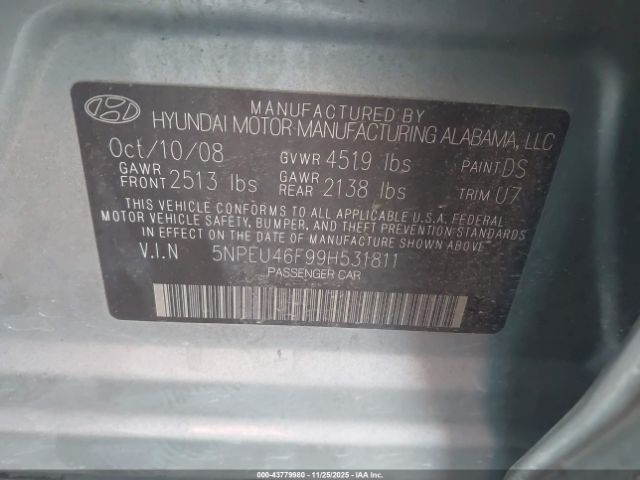 MANUFACTURED BY
HYUNDAI MOTOR MANUFACTURING ALABAMA, LLC
Oct/10/08 GVWR 4519 lbs PAINT DS
GAWR FRONT 2513 lbs GAWR REAR 2138 lbs TRIM U7
THIS VEHICLE CONFORMS TO ALL APPLICABLE U.S.A. FEDERAL
MOTOR VEHICLE SAFETY, BUMPER, AND THEFT PREVENTION STANDARDS
IN EFFECT ON THE DATE OF MANUFACTURE SHOWN ABOVE
V.I.N 5NPEU46F99H531811
PASSENGER CAR
000-43779980 - 11/25/2025 - IAA, Inc.